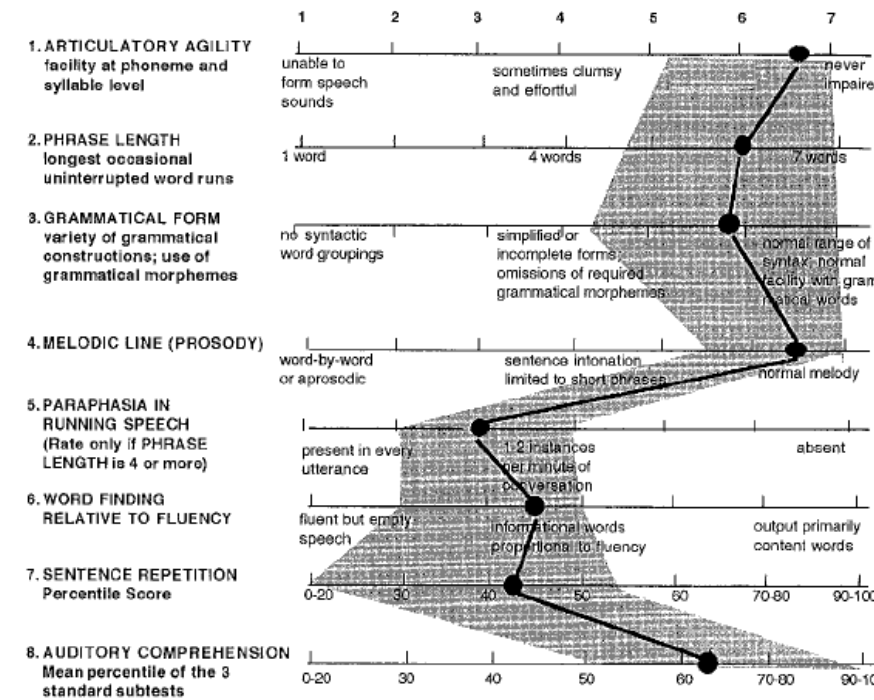 1 2 3 4 5 6 7
1. ARTICULATORY AGILITY
facility at phoneme and
syllable level
unable to
form speech
sounds
sometimes clumsy
and effortful
never
impaire
2. PHRASE LENGTH
longest occasional
uninterrupted word runs
1 word 4 words 7 words
3. GRAMMATICAL FORM
variety of grammatical
constructions; use of
grammatical morphemes
no syntactic
word groupings
simplified or
incomplete forms;
omissions of required
grammatical morphemes
normal range of
syntax; normal
facility with gram
matical words
4. MELODIC LINE (PROSODY)
word-by-word
or aprosodic
sentence intonation
limited to short phrases
normal melody
5. PARAPHASIA IN
RUNNING SPEECH
(Rate only if PHRASE
LENGTH is 4 or more)
present in every
utterance
1-2 instances
per minute of
conversation
absent
6. WORD FINDING
RELATIVE TO FLUENCY
fluent but empty
speech
informational words
proportional to fluency
output primarily
content words
7. SENTENCE REPETITION
Percentile Score
0-20 30 40 50 60 70-80 90-100
8. AUDITORY COMPREHENSION
Mean percentile of the 3
standard subtests
0-20 30 40 50 60 70-80 90-10